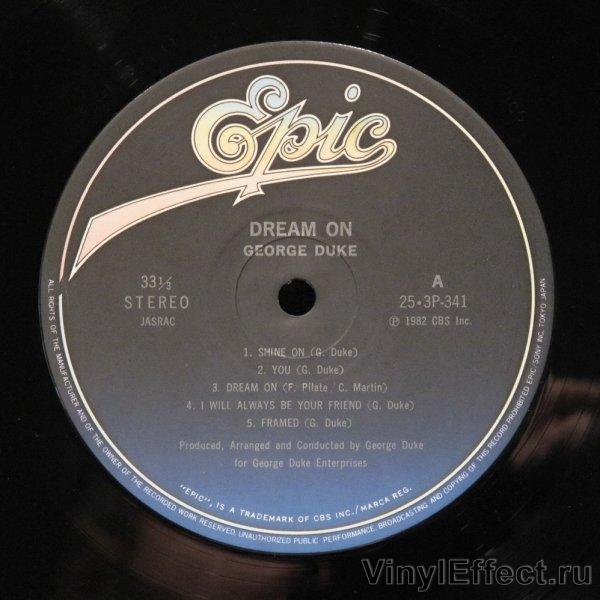 Epic
DREAM ON
GEORGE DUKE
33⅓
STEREO
JASRAC
A
25•3P-341
℗ 1982 CBS Inc.
1. SHINE ON (G. Duke)
2. YOU (G. Duke)
3. DREAM ON (F. Pilate / C. Martin)
4. I WILL ALWAYS BE YOUR FRIEND (G. Duke)
5. FRAMED (G. Duke)
Produced, Arranged and Conducted by George Duke
for George Duke Enterprises
"EPIC", IS A TRADEMARK OF CBS INC./MARCA REG.
ALL RIGHTS OF THE MANUFACTURER AND OF THE OWNER OF THE RECORDED WORK RESERVED. UNAUTHORIZED PUBLIC PERFORMANCE, BROADCASTING AND COPYING OF THIS RECORD PROHIBITED EPIC/SONY INC. TOKYO JAPAN
VinylEffect.ru